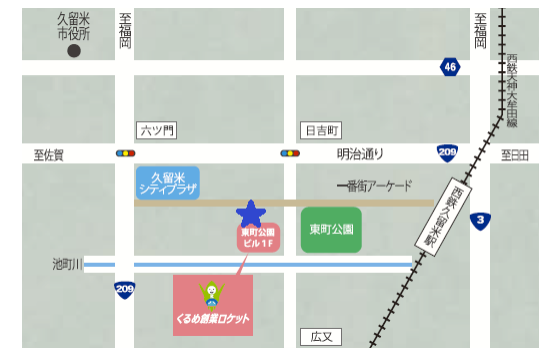 久留米
市役所
至福岡
至福岡
46
西鉄天神大牟田線
六ツ門
日吉町
至佐賀
明治通り
209
至日田
久留米
シティプラザ
一番街アーケード
西鉄久留米駅
東町公園
ビル1F
東町公園
3
池町川
209
くるめ創業ロケット
広又